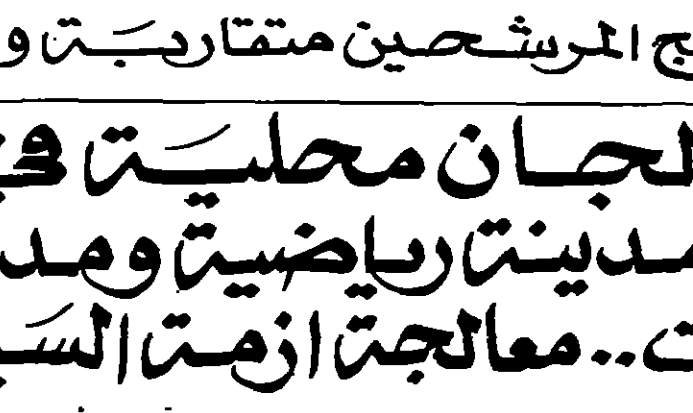 ج المرشحين متقاربة و
لجان محلية في
مدينة رياضية ومد
ت.. معالجة ازمة الس